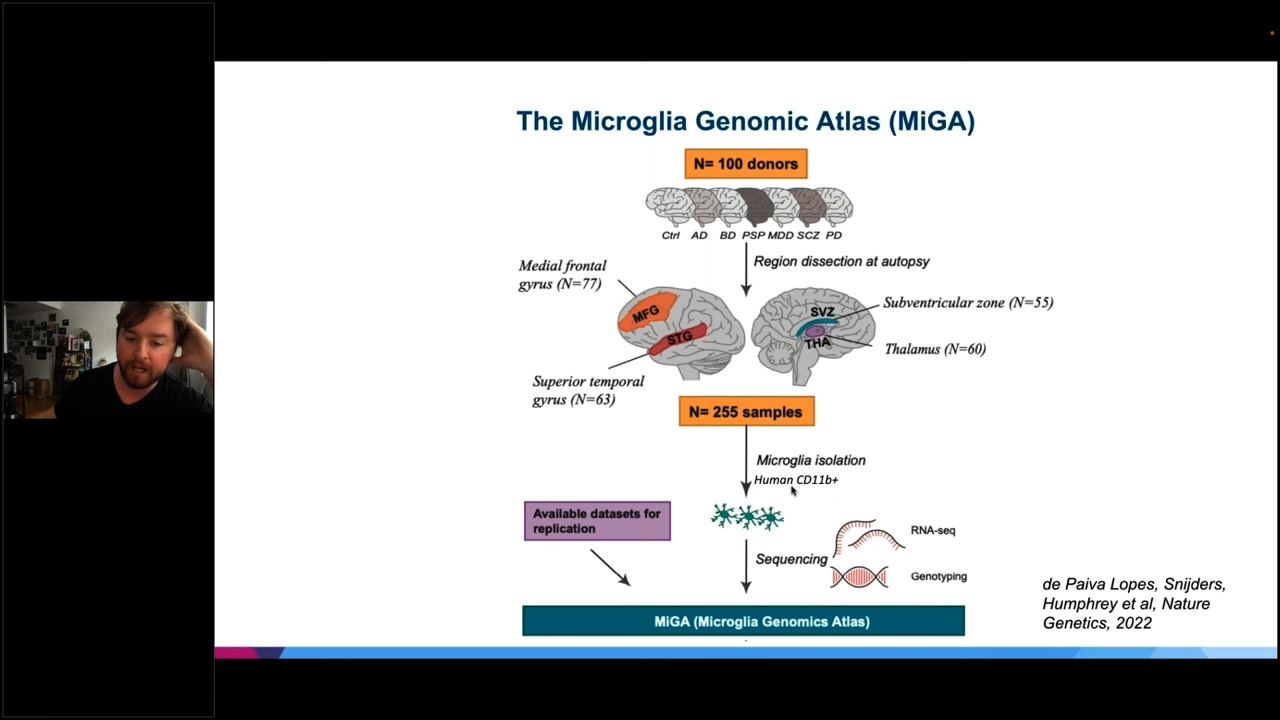 The Microglia Genomic Atlas (MiGA)
N= 100 donors
Ctrl AD BD PSP MDD SCZ PD
Region dissection at autopsy
Medial frontal
gyrus (N=77)
MFG
STG
SVZ
THA
Subventricular zone (N=55)
Thalamus (N=60)
Superior temporal
gyrus (N=63)
N= 255 samples
Microglia isolation
Human CD11b+
Available datasets for
replication
Sequencing
RNA-seq
Genotyping
MiGA (Microglia Genomics Atlas)
de Paiva Lopes, Snijders,
Humphrey et al, Nature
Genetics, 2022